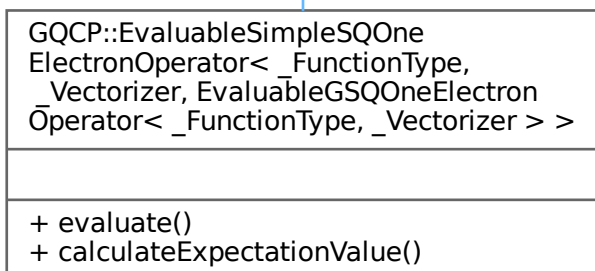 GQCP::EvaluableSimpleSQOne
ElectronOperator< _FunctionType,
_Vectorizer, EvaluableGSQOneElectron
Operator< _FunctionType, _Vectorizer > >
+ evaluate()
+ calculateExpectationValue()